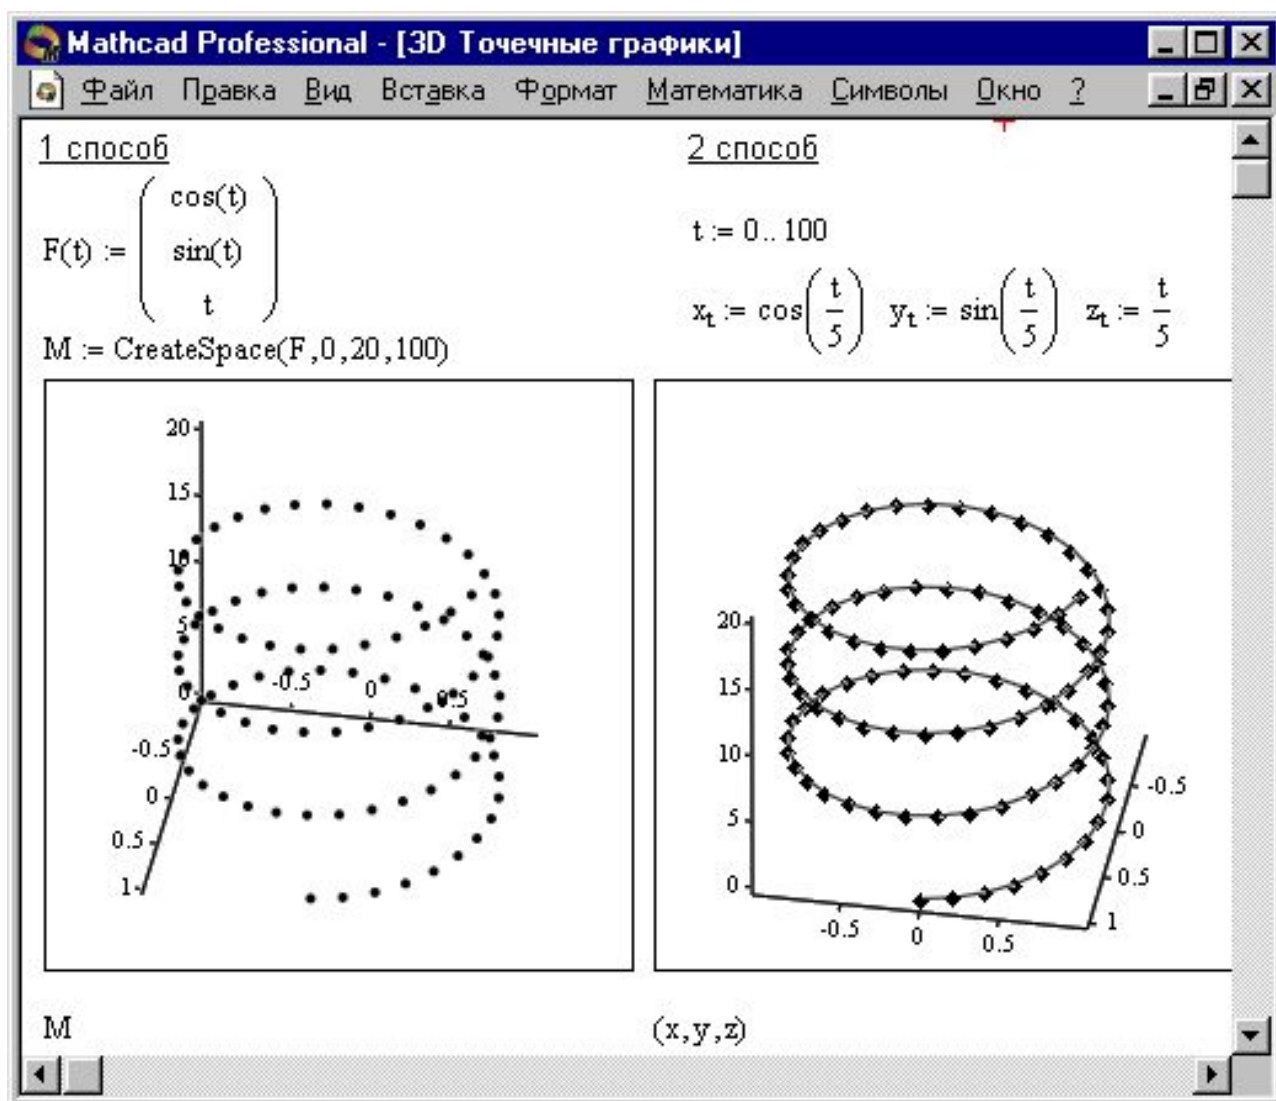 Mathcad Professional - [3D Точечные графики]
Файл Правка Вид Вставка Формат Математика Символы Окно ?
1 способ
F(t) := ( cos(t) sin(t) t )
M := CreateSpace(F,0,20,100)
20
15
10
5
0
-0.5
0
0.5
-0.5
0
0.5
1
M
2 способ
t := 0 .. 100
x_t := cos(t/5) y_t := sin(t/5) z_t := t/5
20
15
10
5
0
-0.5
0
0.5
-0.5
0
0.5
1
(x,y,z)